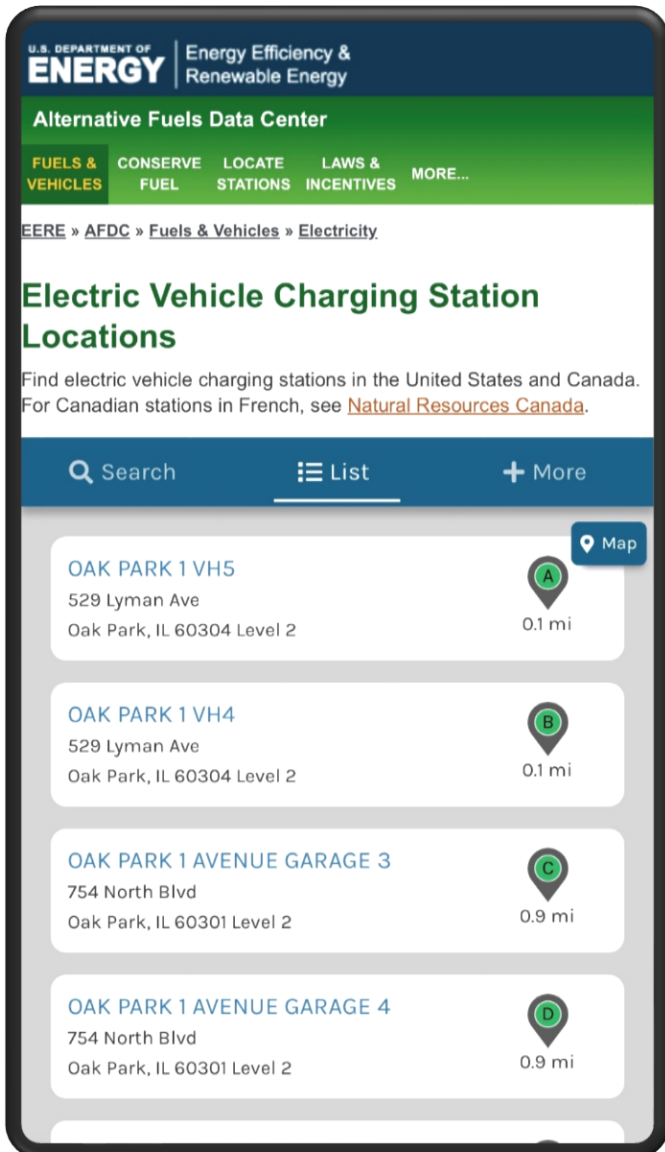 U.S. DEPARTMENT OF
ENERGY
Energy Efficiency &
Renewable Energy
Alternative Fuels Data Center
FUELS &
VEHICLES
CONSERVE
FUEL
LOCATE
STATIONS
LAWS &
INCENTIVES
MORE...
EERE » AFDC » Fuels & Vehicles » Electricity
Electric Vehicle Charging Station
Locations
Find electric vehicle charging stations in the United States and Canada.
For Canadian stations in French, see Natural Resources Canada.
Search
List
+ More
Map
OAK PARK 1 VH5
529 Lyman Ave
Oak Park, IL 60304 Level 2
A
0.1 mi
OAK PARK 1 VH4
529 Lyman Ave
Oak Park, IL 60304 Level 2
B
0.1 mi
OAK PARK 1 AVENUE GARAGE 3
754 North Blvd
Oak Park, IL 60301 Level 2
C
0.9 mi
OAK PARK 1 AVENUE GARAGE 4
754 North Blvd
Oak Park, IL 60301 Level 2
D
0.9 mi